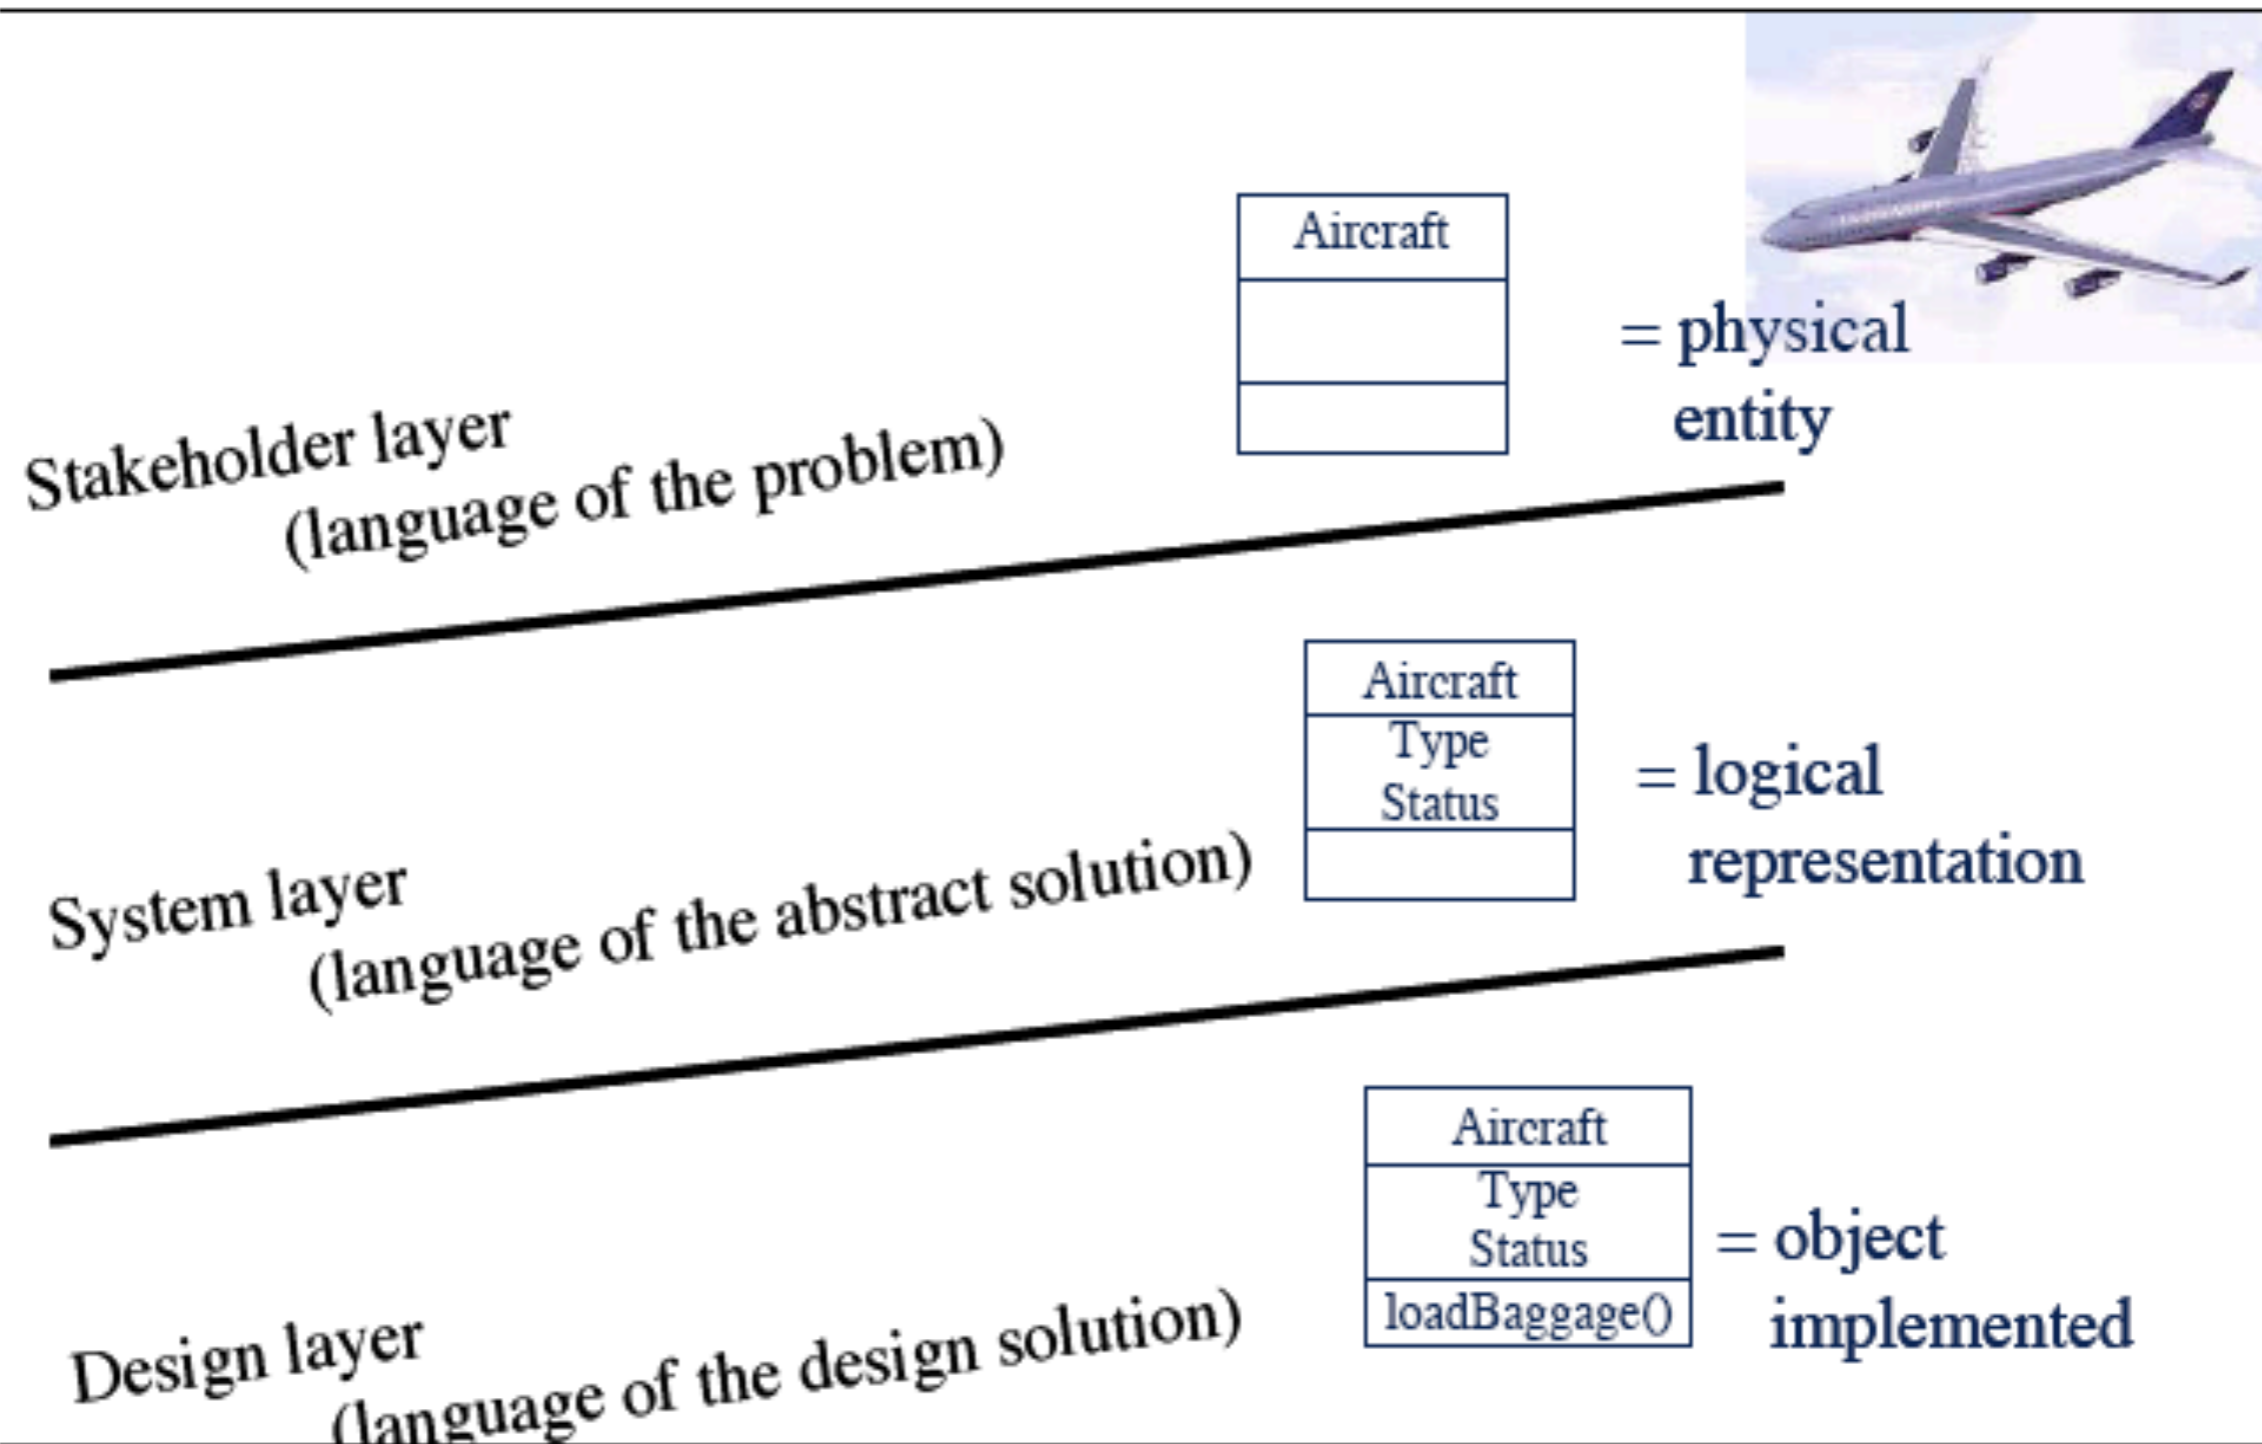 Aircraft
= physical
entity
Stakeholder layer
(language of the problem)
Aircraft
Type
Status
= logical
representation
System layer
(language of the abstract solution)
Aircraft
Type
Status
loadBaggage()
= object
implemented
Design layer
(language of the design solution)